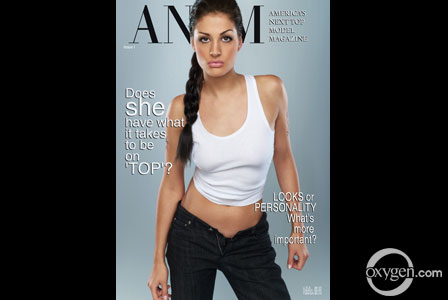 ANTM
AMERICA'S
NEXT TOP
MODEL
MAGAZINE
Does
she
have what
it takes
to be
on
'TOP'?
LOOKS or
PERSONALITY
What's
more
important?
oxygen.com